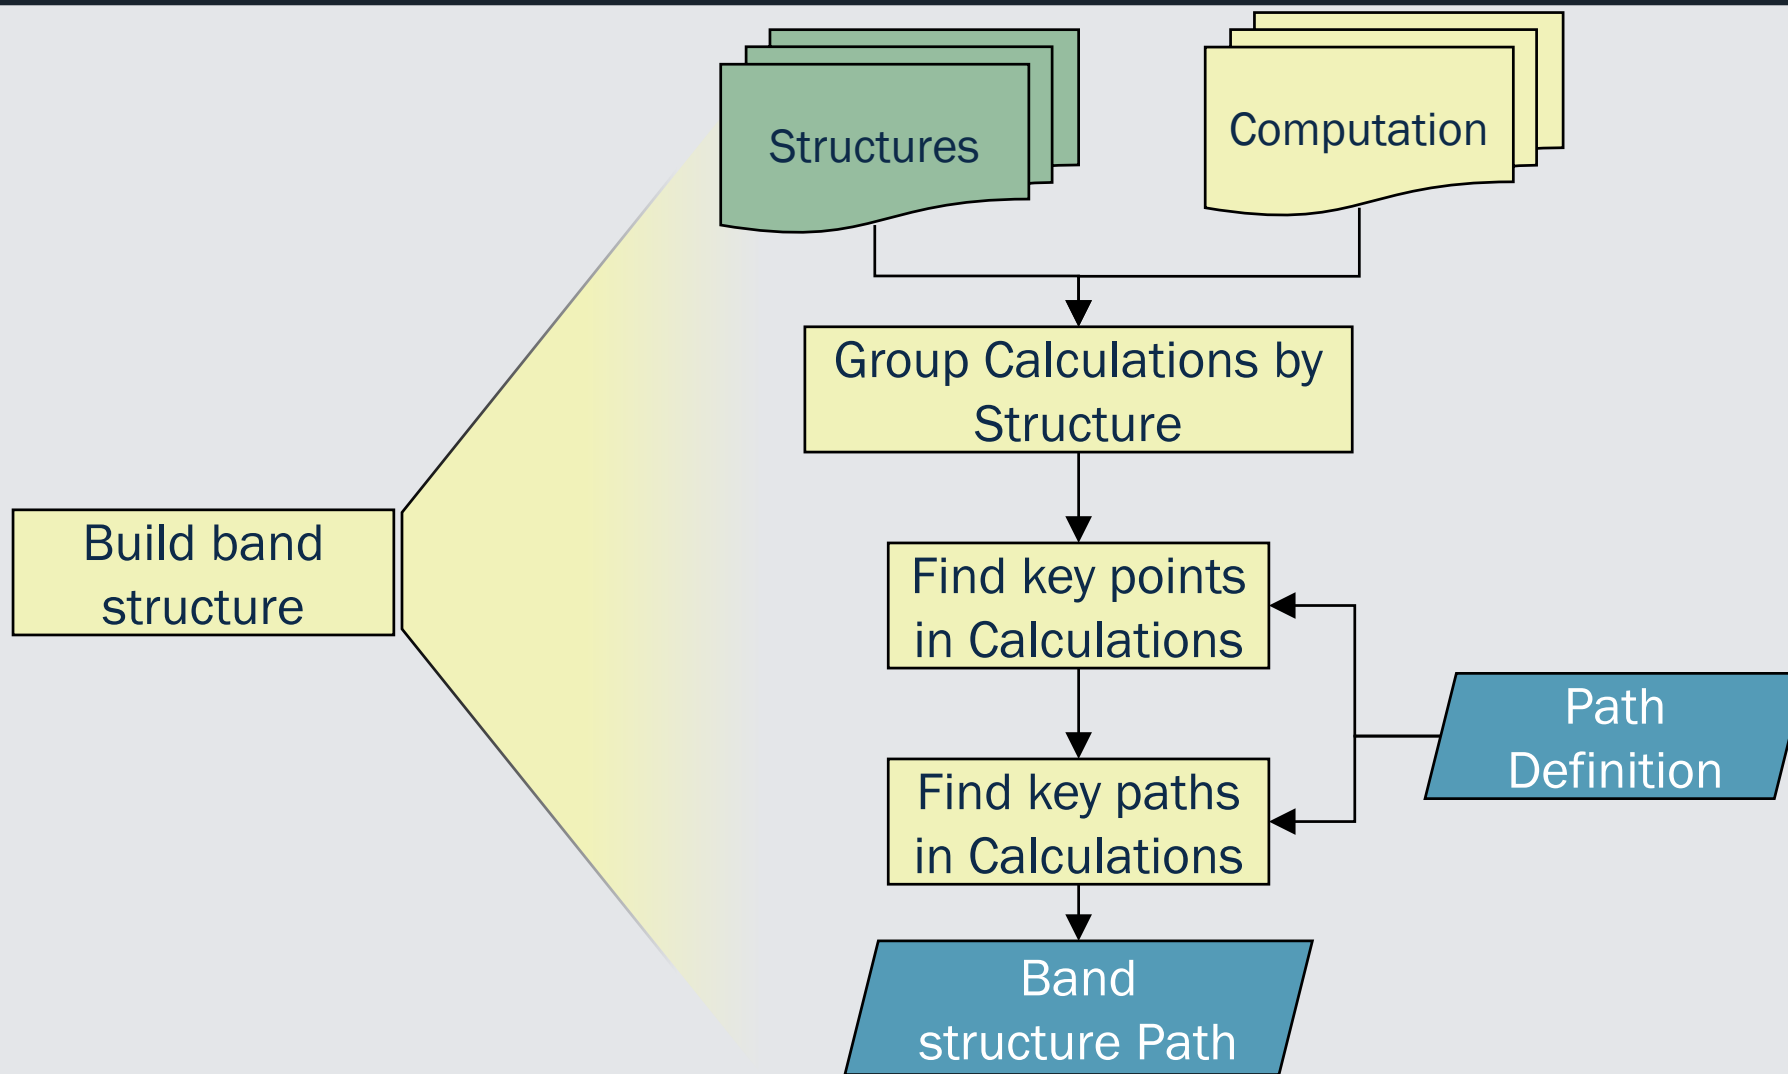 Structures
Computation
Group Calculations by
Structure
Build band
structure
Find key points
in Calculations
Path
Definition
Find key paths
in Calculations
Band
structure Path